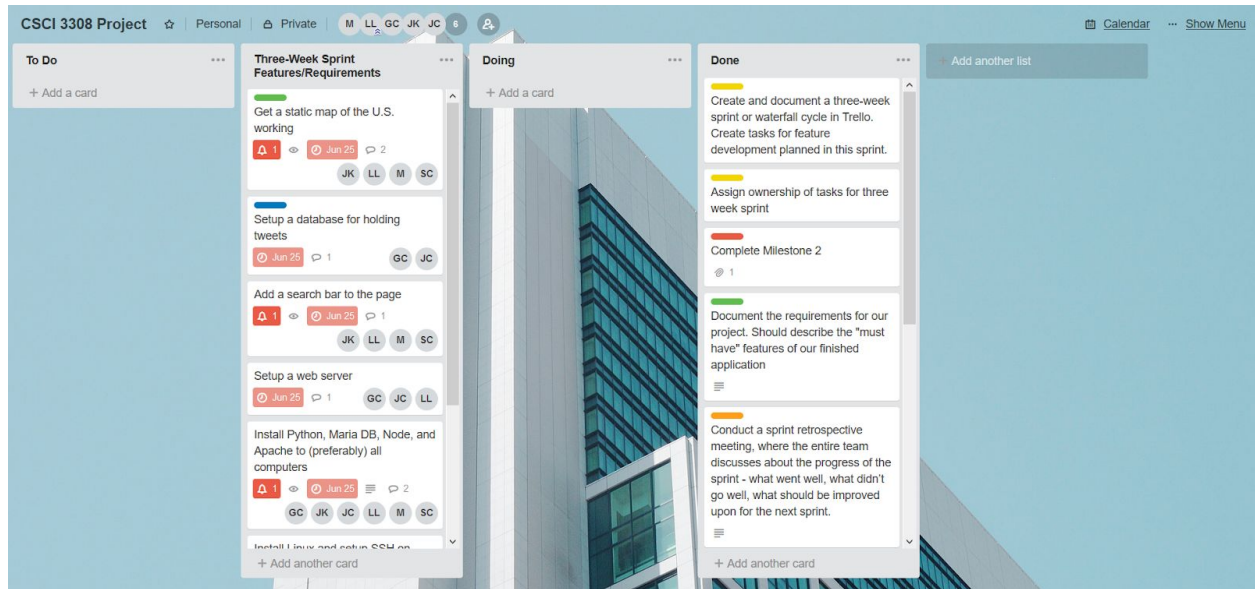 CSCI 3308 Project
Personal
Private
M LL GC JK JC 6
Calendar
... Show Menu
To Do
+ Add a card
Three-Week Sprint
Features/Requirements
Get a static map of the U.S.
working
1 Jun 25 2
JK LL M SC
Setup a database for holding
tweets
Jun 25 1 GC JC
Add a search bar to the page
1 Jun 25 1
JK LL M SC
Setup a web server
Jun 25 1 GC JC LL
Install Python, Maria DB, Node, and
Apache to (preferably) all
computers
1 Jun 25 2
GC JK JC LL M SC
Install Linux and setup SSH on
+ Add another card
Doing
+ Add a card
Done
Create and document a three-week
sprint or waterfall cycle in Trello.
Create tasks for feature
development planned in this sprint.
Assign ownership of tasks for three
week sprint
Complete Milestone 2
1
Document the requirements for our
project. Should describe the "must
have" features of our finished
application
Conduct a sprint retrospective
meeting, where the entire team
discusses about the progress of the
sprint - what went well, what didn't
go well, what should be improved
upon for the next sprint.
+ Add another card
+ Add another list